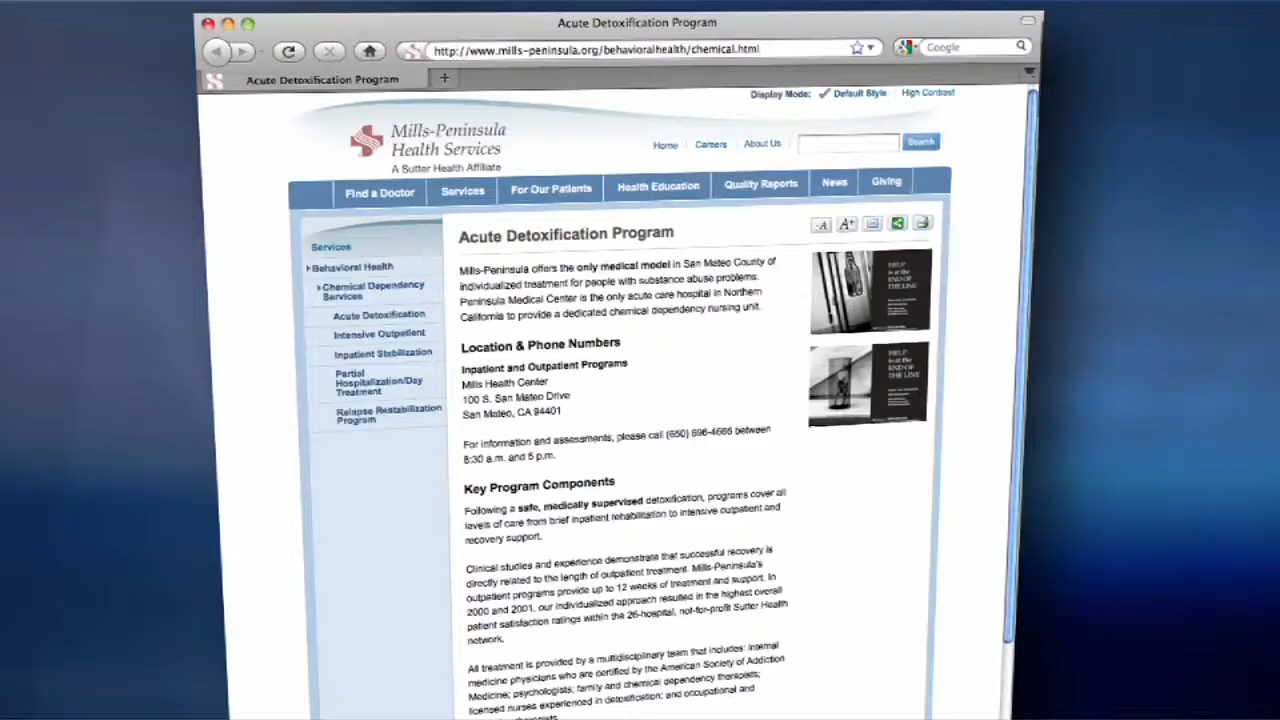 Acute Detoxification Program
http://www.mills-peninsula.org/behavioralhealth/chemical.html
Google
Acute Detoxification Program
Display Mode: Default Style High Contrast
Mills-Peninsula
Health Services
A Sutter Health Affiliate
Home Careers About Us Search
Find a Doctor Services For Our Patients Health Education Quality Reports News Giving
Services
Behavioral Health
Chemical Dependency
Services
Acute Detoxification
Intensive Outpatient
Inpatient Stabilization
Partial
Hospitalization/Day
Treatment
Relapse Restabilization
Program
Acute Detoxification Program
-A A+
Mills-Peninsula offers the only medical model in San Mateo County of
individualized treatment for people with substance abuse problems.
Peninsula Medical Center is the only acute care hospital in Northern
California to provide a dedicated chemical dependency nursing unit.
HELP
is at the
END OF
THE LINE
HELP
is at the
END OF
THE LINE
Location & Phone Numbers
Inpatient and Outpatient Programs
Mills Health Center
100 S. San Mateo Drive
San Mateo, CA 94401
For information and assessments, please call (650) 696-4666 between
8:30 a.m. and 5 p.m.
Key Program Components
Following a safe, medically supervised detoxification, programs cover all
levels of care from brief inpatient rehabilitation to intensive outpatient and
recovery support.
Clinical studies and experience demonstrate that successful recovery is
directly related to the length of outpatient treatment. Mills-Peninsula's
outpatient programs provide up to 12 weeks of treatment and support. In
2000 and 2001, our individualized approach resulted in the highest overall
patient satisfaction ratings within the 26-hospital, not-for-profit Sutter Health
network.
All treatment is provided by a multidisciplinary team that includes: internal
medicine physicians who are certified by the American Society of Addiction
Medicine; psychologists; family and chemical dependency therapists;
licensed nurses experienced in detoxification; and occupational and